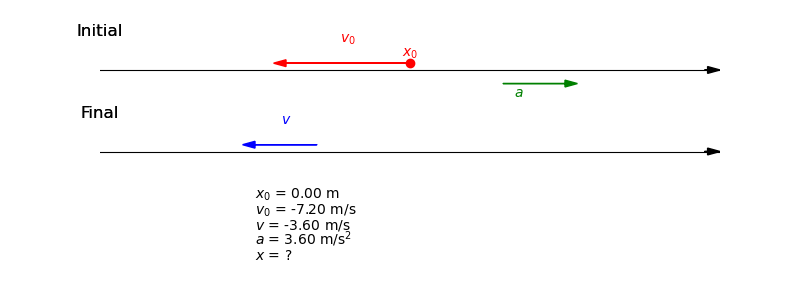 Initial
v₀
x₀
a
Final
v
x₀ = 0.00 m
v₀ = -7.20 m/s
v = -3.60 m/s
a = 3.60 m/s²
x = ?